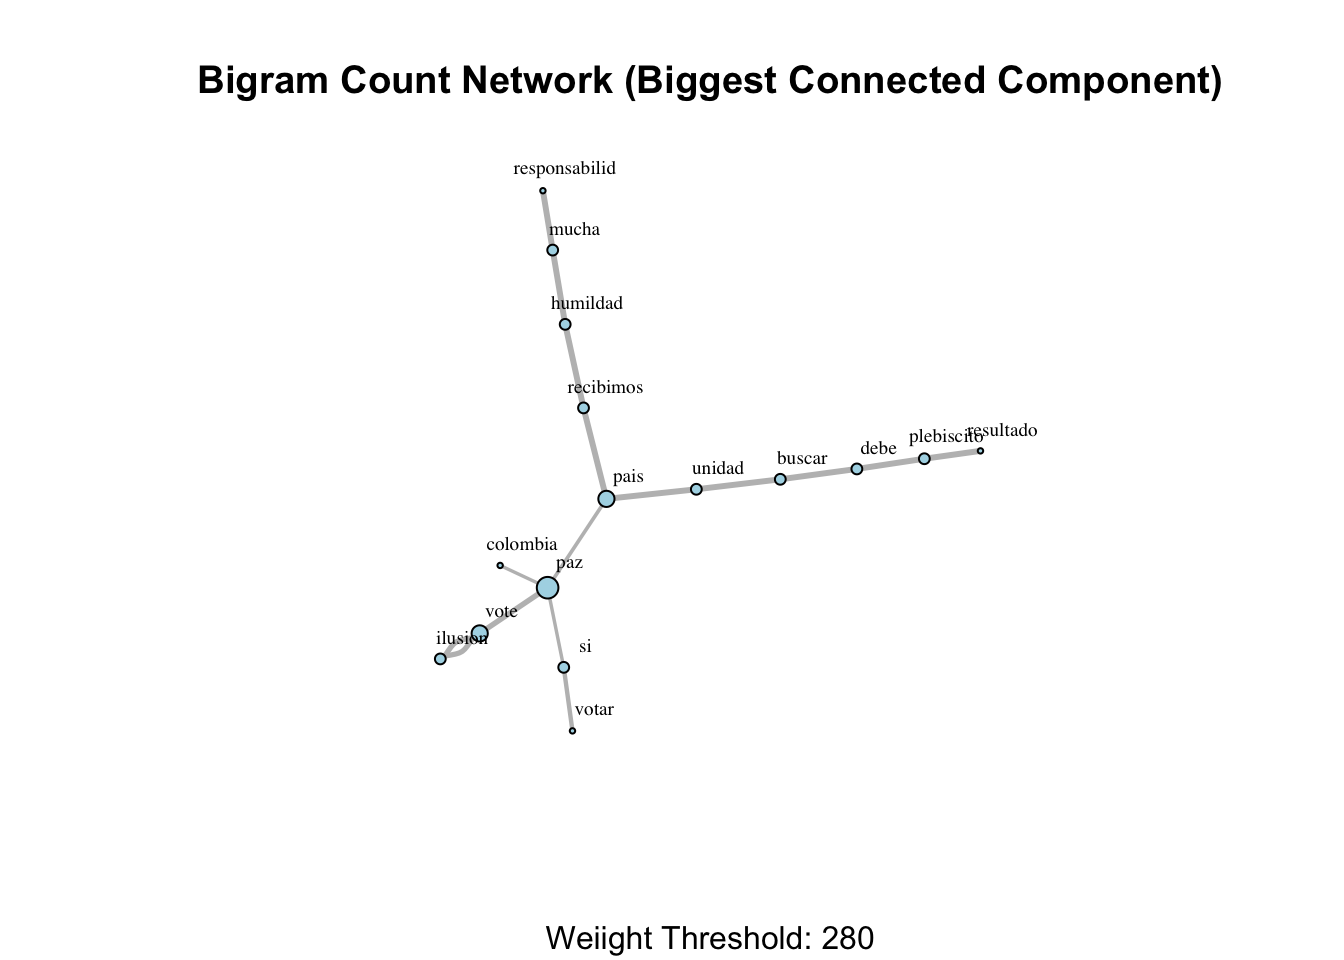 Bigram Count Network (Biggest Connected Component)
responsabilid
mucha
humildad
recibimos
resultado
plebiscito
debe
buscar
unidad
pais
colombia
paz
vote
ilusion
si
votar
Weiight Threshold: 280